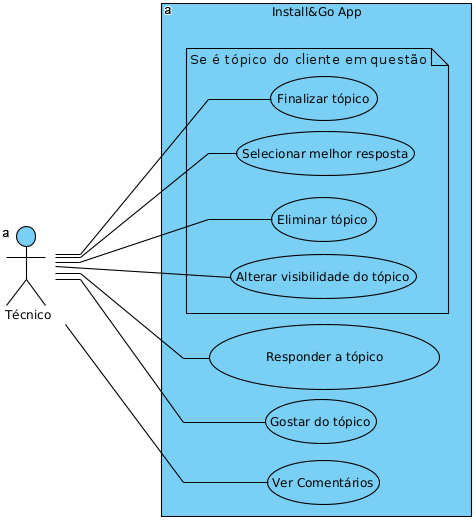 a
Install&Go App
Se é tópico do cliente em questão
Finalizar tópico
Selecionar melhor resposta
Eliminar tópico
a
Alterar visibilidade do tópico
Técnico
Responder a tópico
Gostar do tópico
Ver Comentários